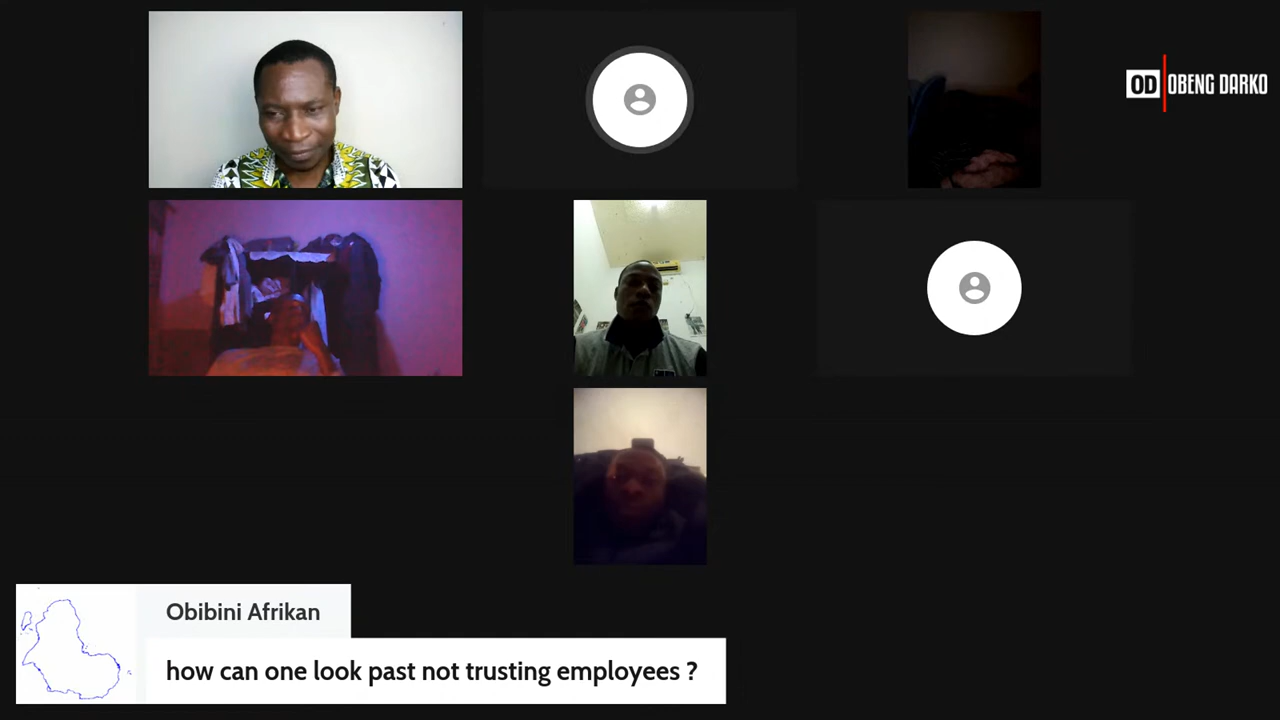 OD OBENG DARKO
Obibini Afrikan
how can one look past not trusting employees ?